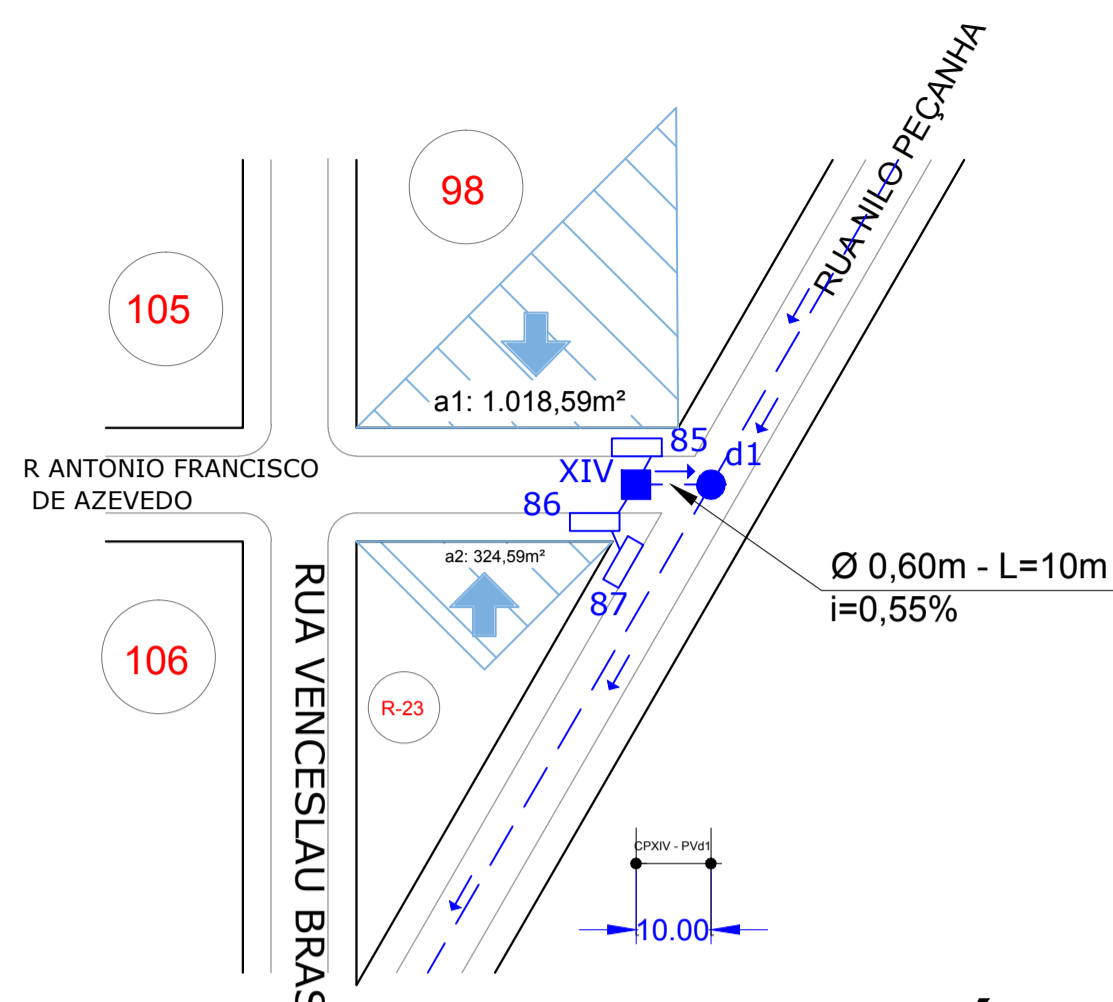 RUA NILO PEÇANHA
98
105
a1: 1.018,59m²
85
d1
XIV
R ANTONIO FRANCISCO
DE AZEVEDO
86
a2: 324,59m²
87
Ø 0,60m - L=10m
i=0,55%
106
R-23
RUA VENCESLAU BRAS
CPXIV - PVd1
10.00